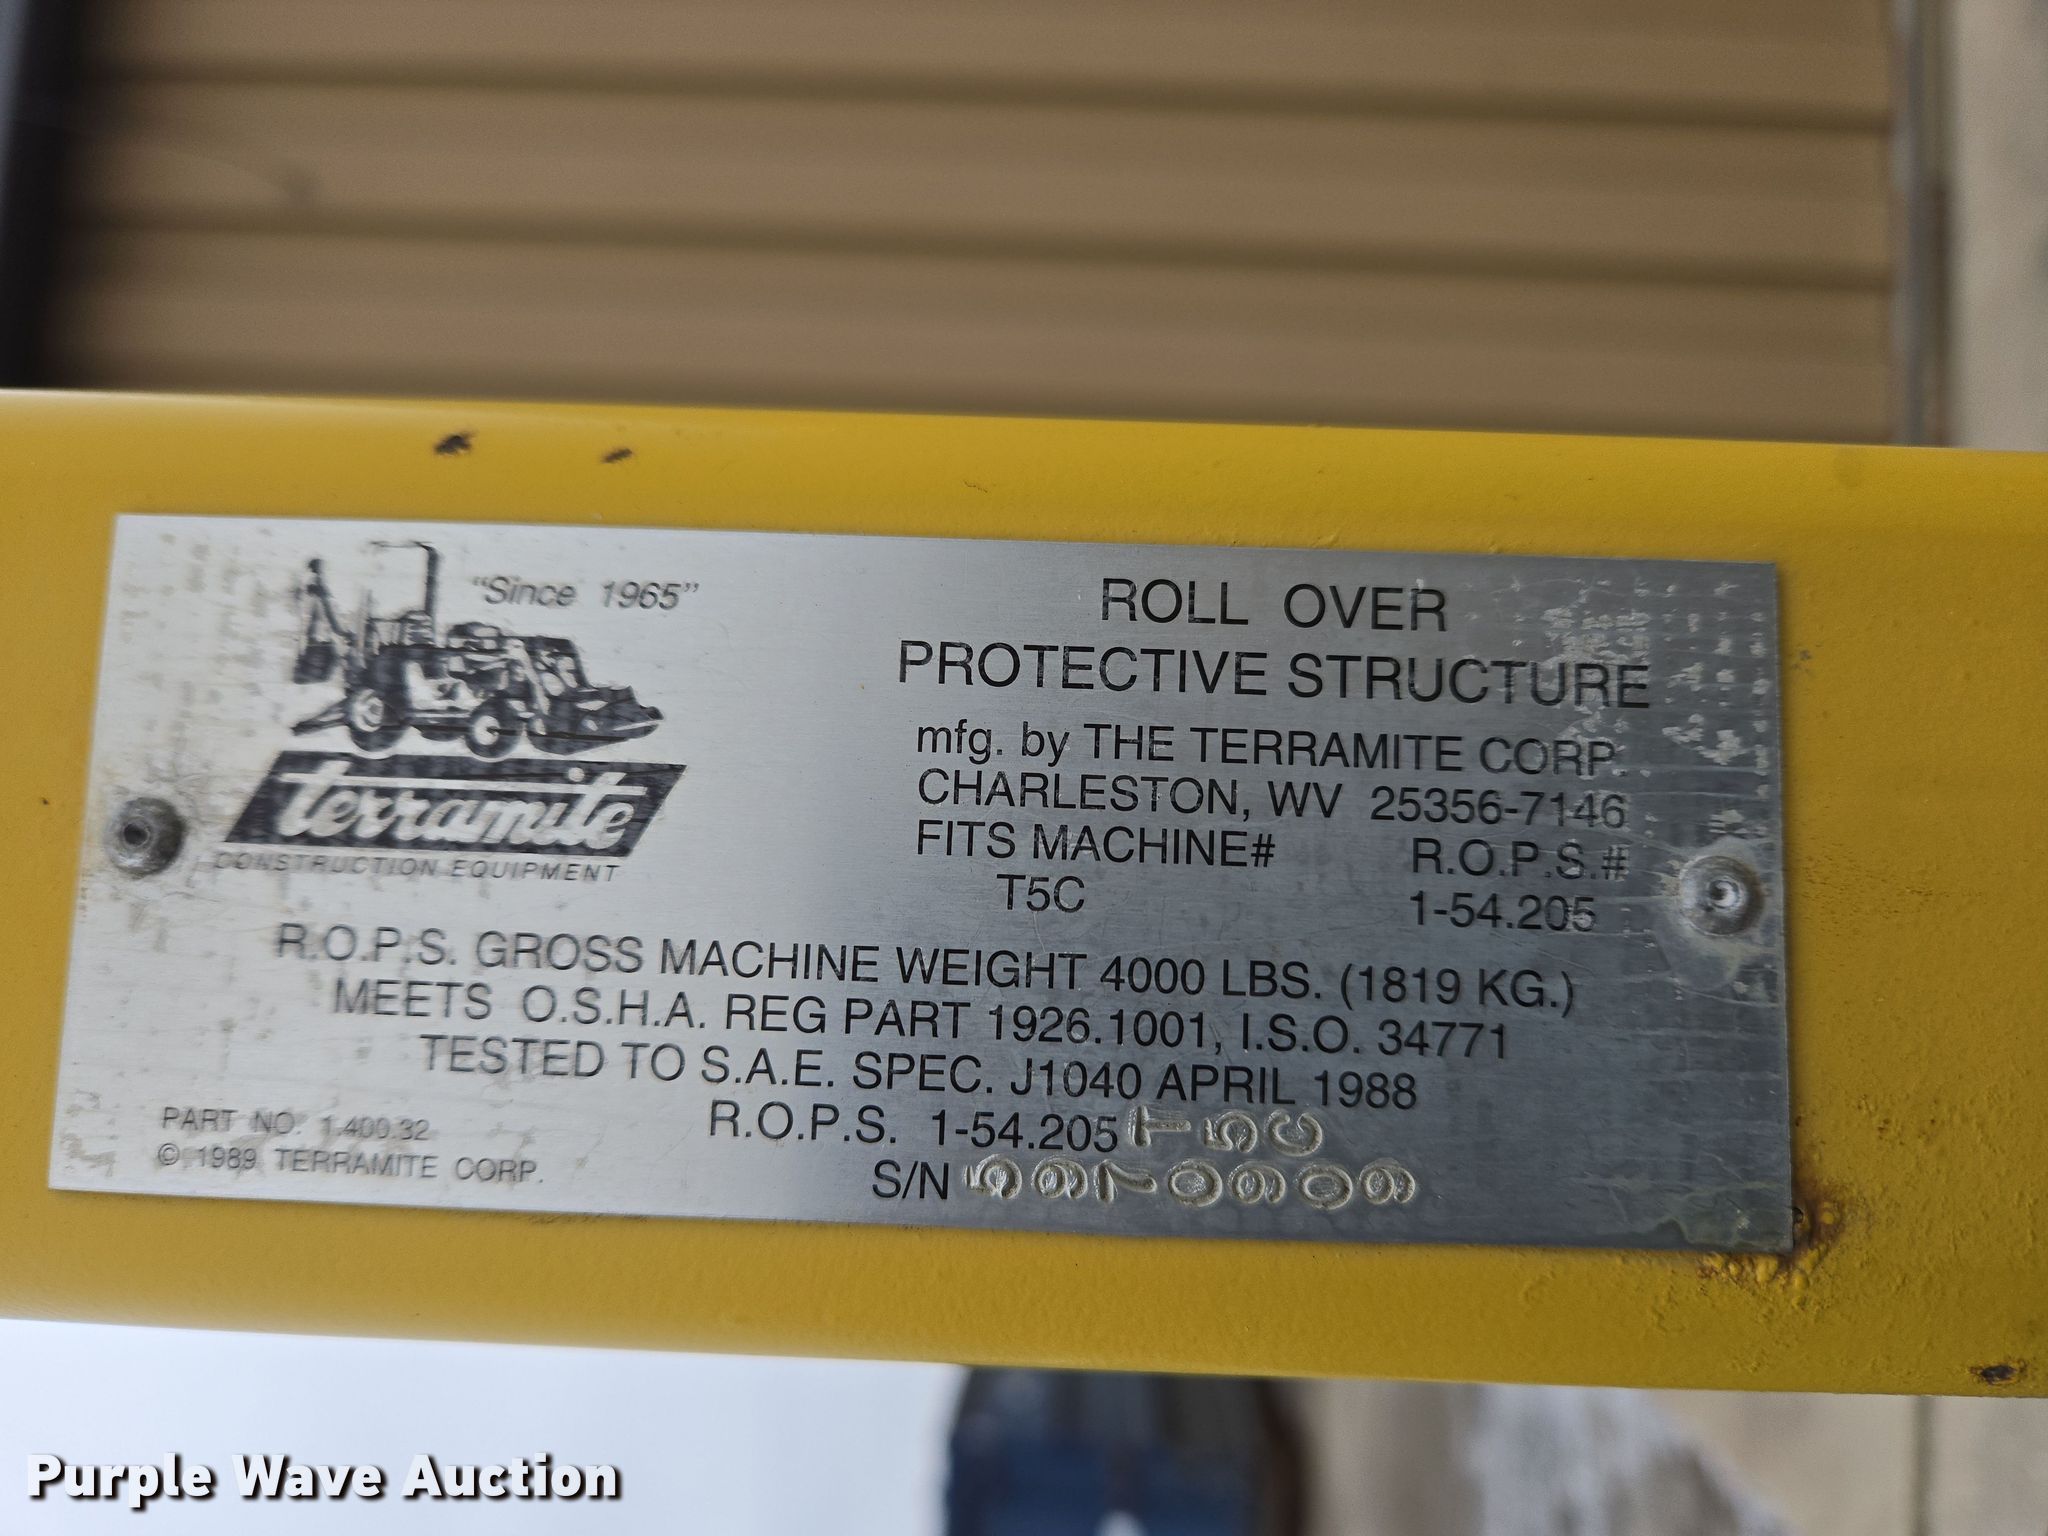 "Since 1965"
terramite
CONSTRUCTION EQUIPMENT
ROLL OVER
PROTECTIVE STRUCTURE
mfg. by THE TERRAMITE CORP.
CHARLESTON, WV 25356-7146
FITS MACHINE# R.O.P.S.#
T5C 1-54.205
R.O.P.S. GROSS MACHINE WEIGHT 4000 LBS. (1819 KG.)
MEETS O.S.H.A. REG PART 1926.1001, I.S.O. 34771
TESTED TO S.A.E. SPEC. J1040 APRIL 1988
R.O.P.S. 1-54.205 T5C
S/N
PART NO. 1.400.32
© 1989 TERRAMITE CORP.
Purple Wave Auction